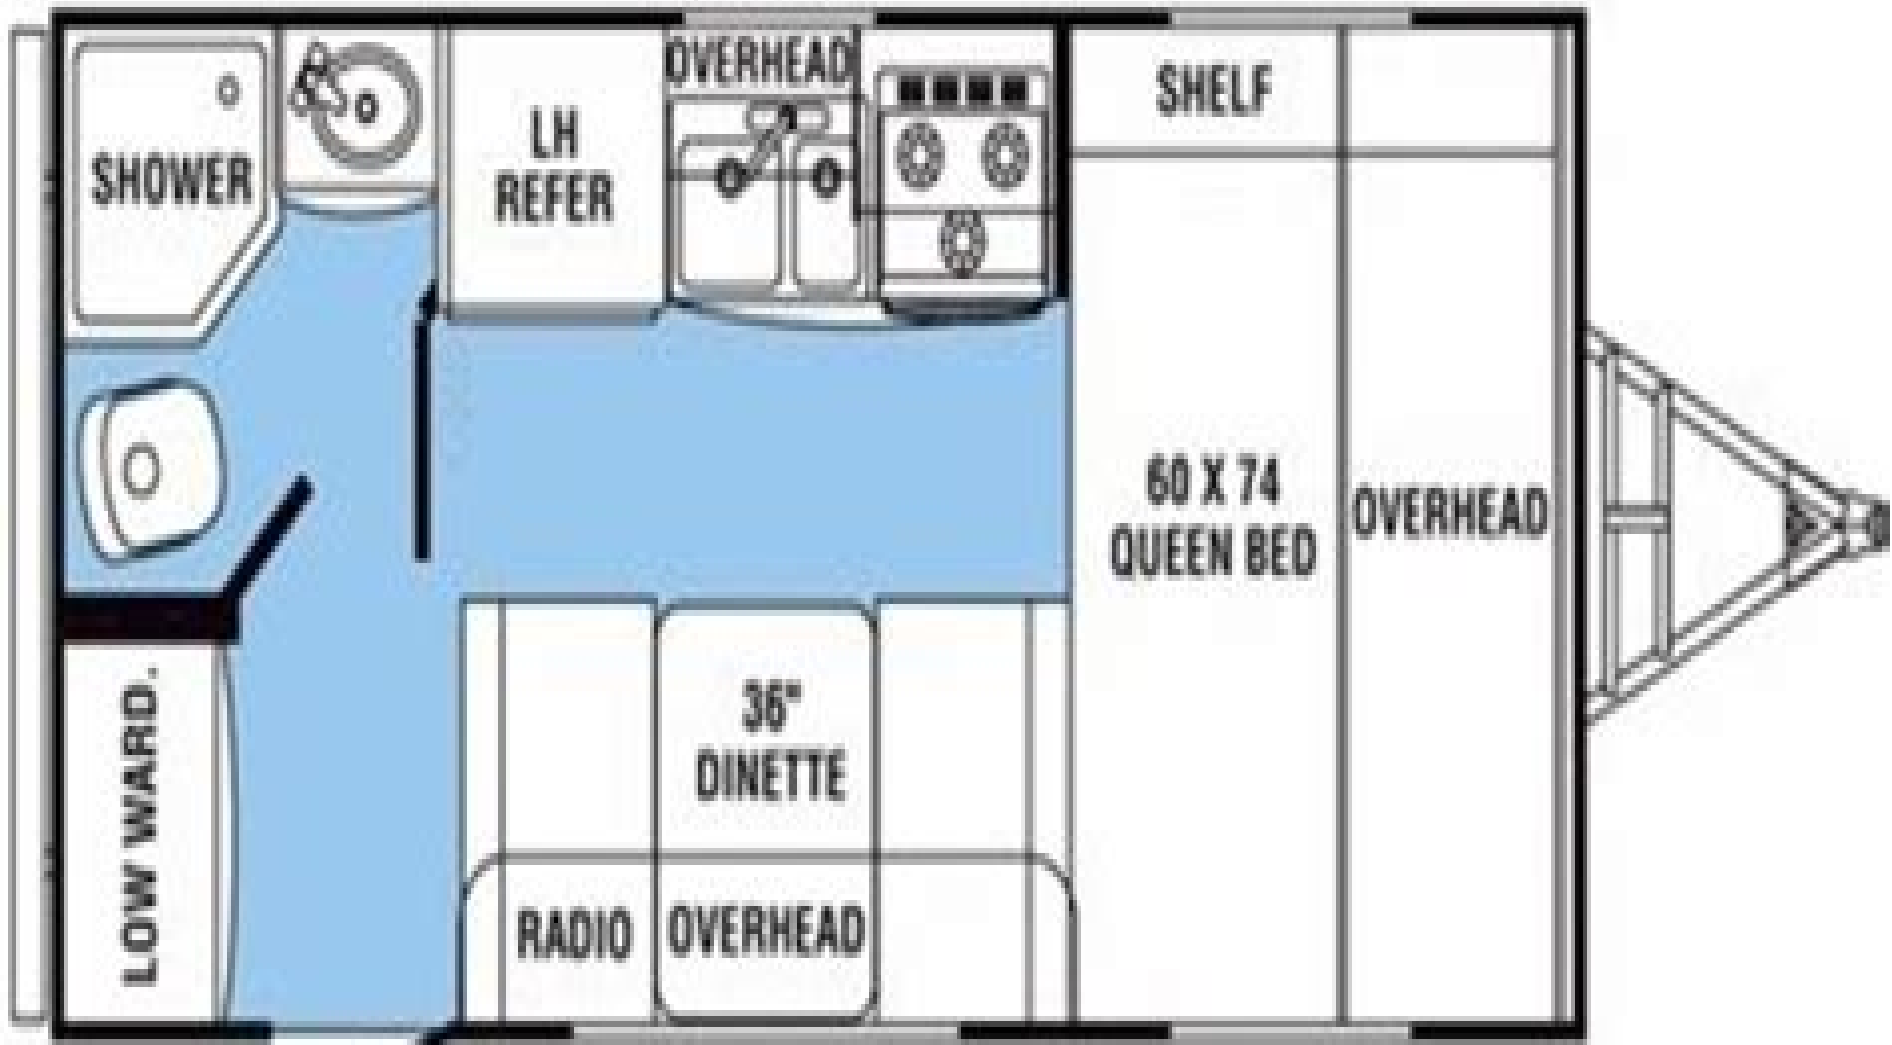 OVERHEAD
SHELF
LH
REFER
SHOWER
60 X 74
QUEEN BED
OVERHEAD
36"
DINETTE
LOW WARD.
RADIO
OVERHEAD